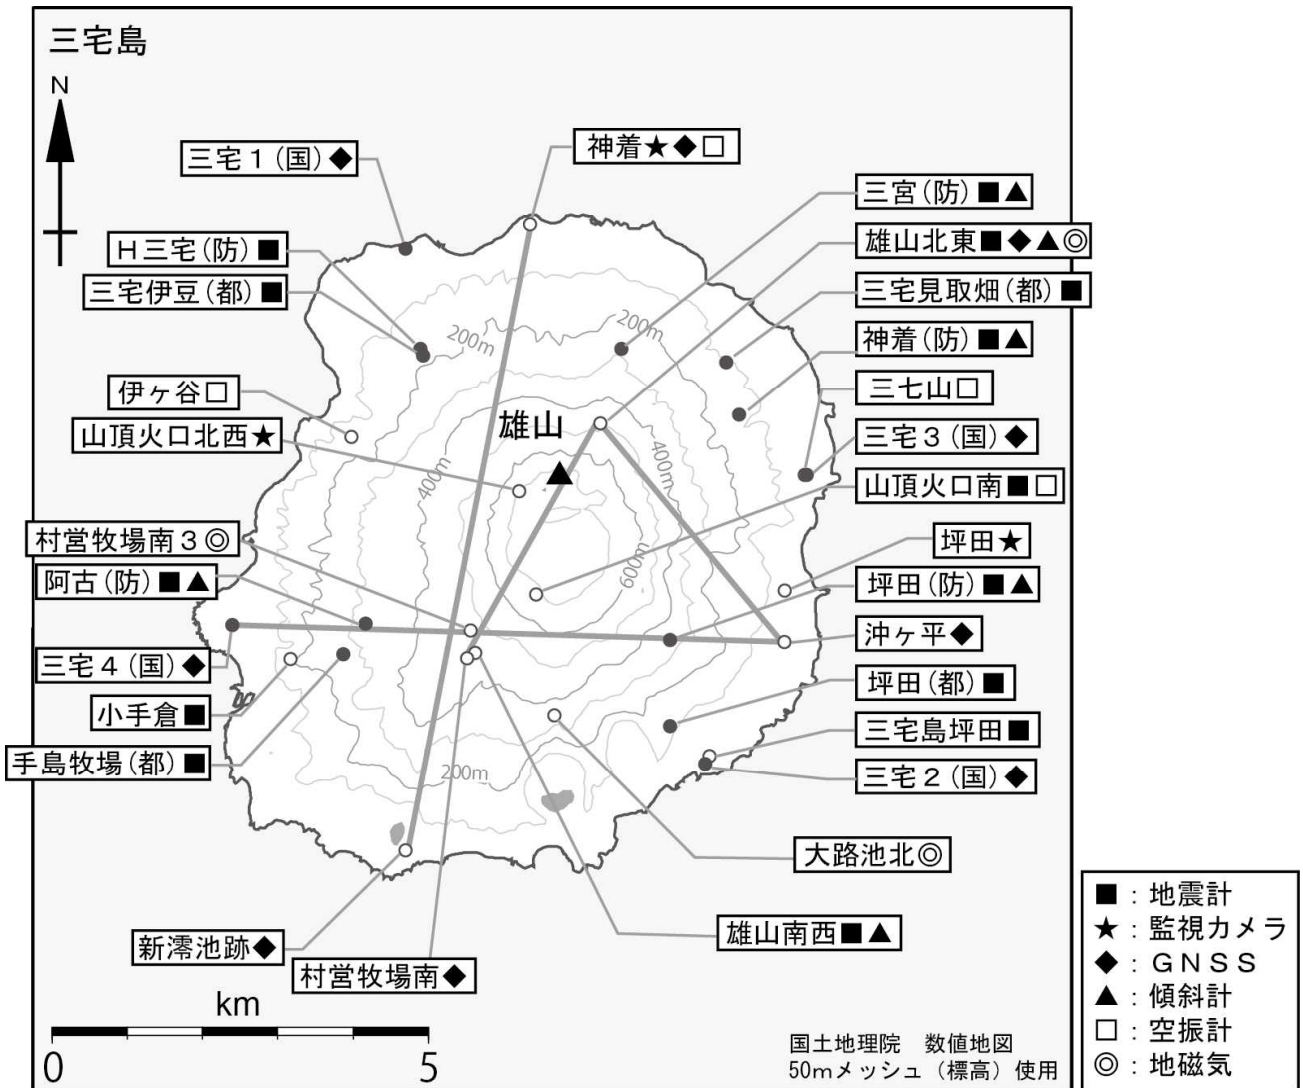 三宅島
N
三宅１(国)◆
神着★◆□
三宮(防)■▲
雄山北東■◆▲◎
H三宅(防)■
三宅伊豆(都)■
三宅見取畑(都)■
神着(防)■▲
200m
200m
伊ヶ谷□
三七山□
山頂火口北西★
雄山
三宅３(国)◆
400m
400m
山頂火口南■□
村営牧場南３◎
坪田★
600m
阿古(防)■▲
坪田(防)■▲
沖ヶ平◆
三宅４(国)◆
坪田(都)■
小手倉■
三宅島坪田■
手島牧場(都)■
200m
三宅２(国)◆
大路池北◎
新澪池跡◆
雄山南西■▲
村営牧場南◆
■：地震計
★：監視カメラ
◆：ＧＮＳＳ
▲：傾斜計
□：空振計
◎：地磁気
km
0 5
国土地理院　数値地図
50mメッシュ（標高）使用